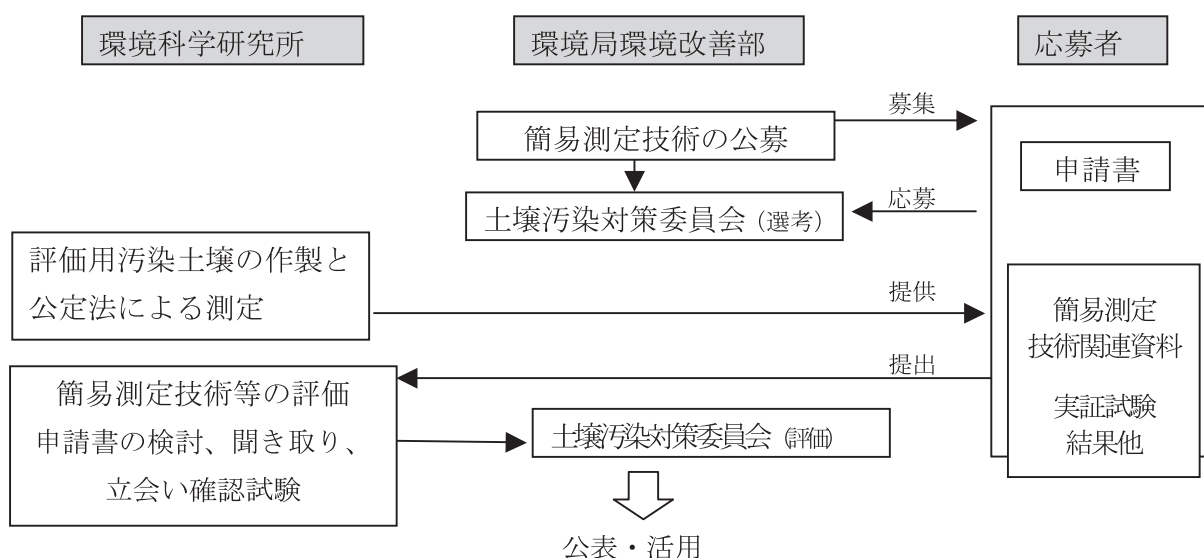 環境科学研究所
環境局環境改善部
応募者
募集
簡易測定技術の公募
申請書
応募
土壌汚染対策委員会（選考）
評価用汚染土壌の作製と
公定法による測定
提供
簡易測定
技術関連資料
実証試験
結果他
提出
簡易測定技術等の評価
申請書の検討、聞き取り、
立会い確認試験
土壌汚染対策委員会（評価）
公表・活用